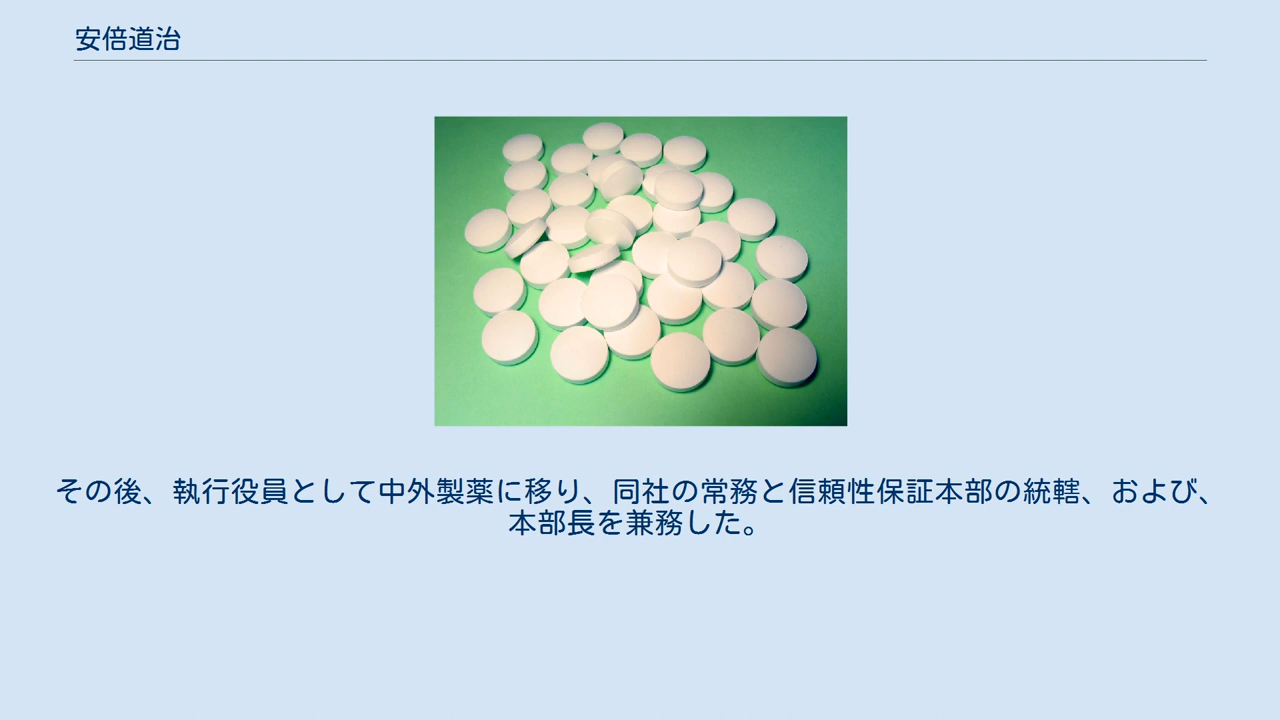 安倍道治
その後、執行役員として中外製薬に移り、同社の常務と信頼性保証本部の統轄、および、
本部長を兼務した。